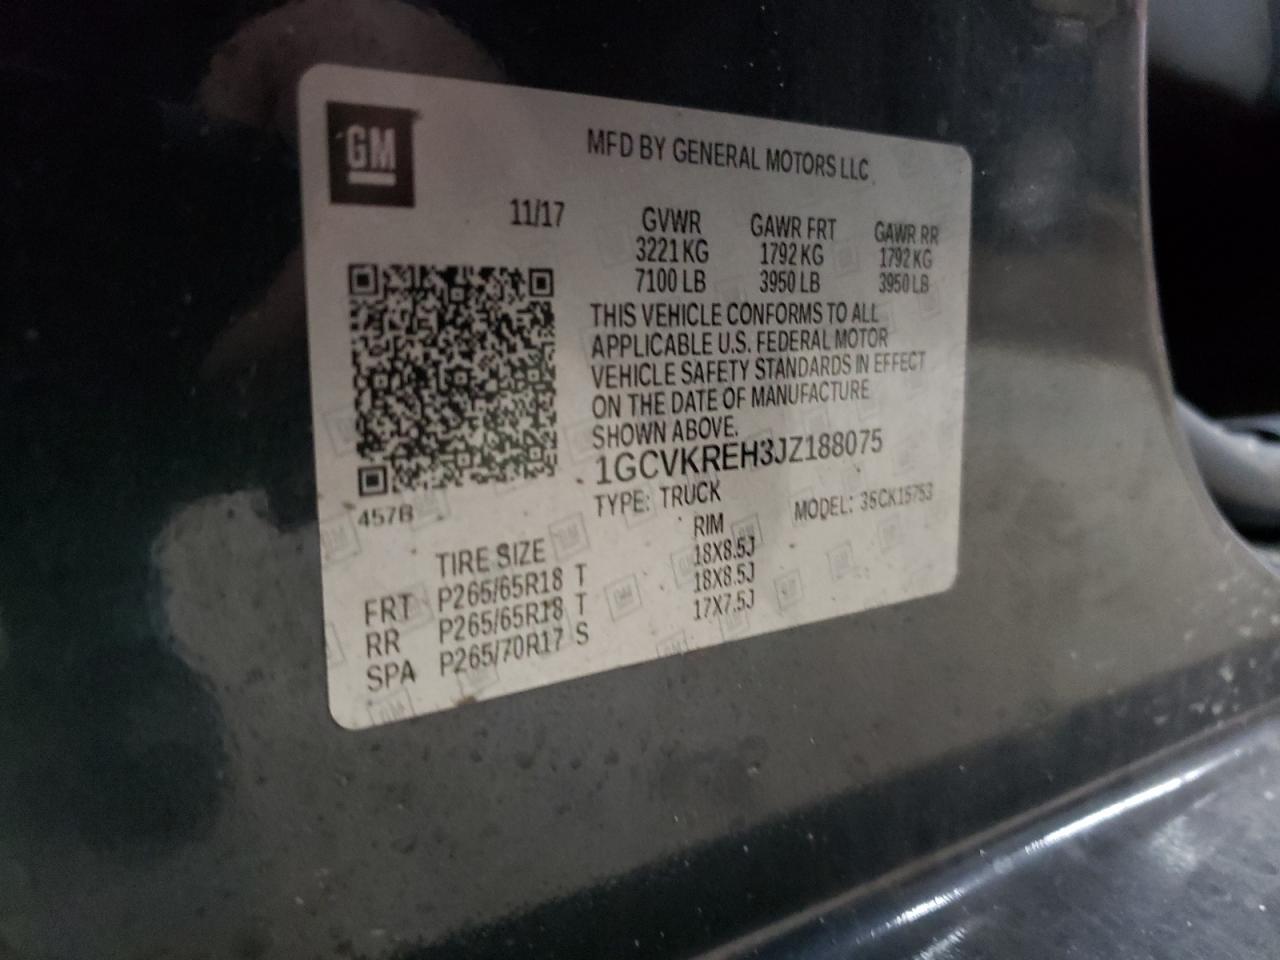 GM
MFD BY GENERAL MOTORS LLC
11/17
GVWR GAWR FRT GAWR RR
3221 KG 1792 KG 1792 KG
7100 LB 3950 LB 3950 LB
THIS VEHICLE CONFORMS TO ALL
APPLICABLE U.S. FEDERAL MOTOR
VEHICLE SAFETY STANDARDS IN EFFECT
ON THE DATE OF MANUFACTURE
SHOWN ABOVE.
1GCVKREH3JZ188075
TYPE: TRUCK MODEL: 35CK15753
457B
TIRE SIZE RIM
FRT P265/65R18 T 18X8.5J
RR P265/65R18 T 18X8.5J
SPA P265/70R17 S 17X7.5J